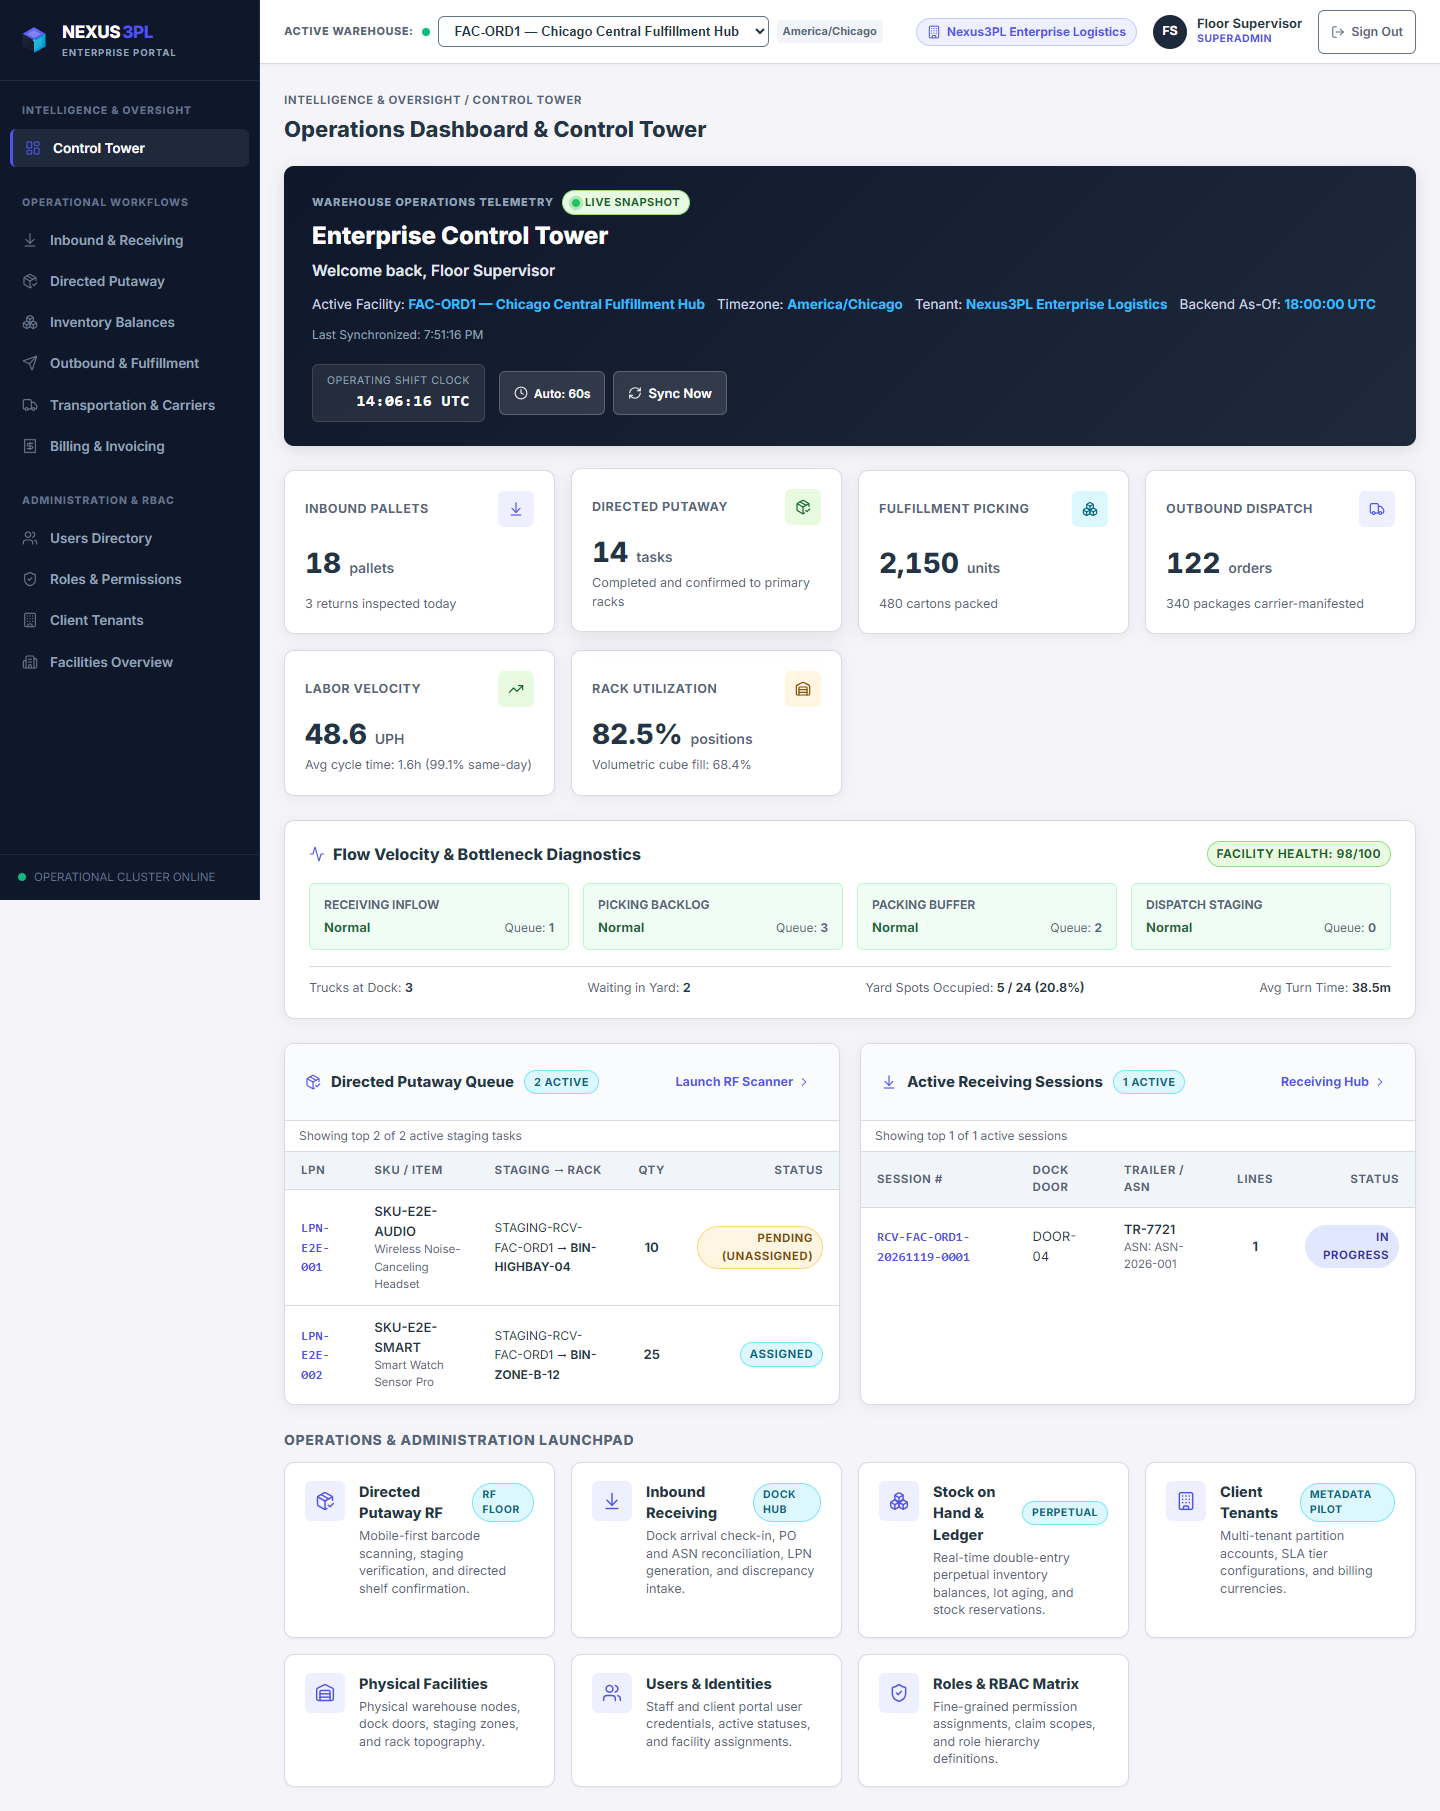 NEXUS3PL
ENTERPRISE PORTAL
INTELLIGENCE & OVERSIGHT
Control Tower
OPERATIONAL WORKFLOWS
Inbound & Receiving
Directed Putaway
Inventory Balances
Outbound & Fulfillment
Transportation & Carriers
Billing & Invoicing
ADMINISTRATION & RBAC
Users Directory
Roles & Permissions
Client Tenants
Facilities Overview
OPERATIONAL CLUSTER ONLINE
ACTIVE WAREHOUSE: FAC-ORD1 — Chicago Central Fulfillment Hub America/Chicago Nexus3PL Enterprise Logistics FS Floor Supervisor
SUPERADMIN
Sign Out
INTELLIGENCE & OVERSIGHT / CONTROL TOWER
Operations Dashboard & Control Tower
WAREHOUSE OPERATIONS TELEMETRY LIVE SNAPSHOT
Enterprise Control Tower
Welcome back, Floor Supervisor
Active Facility: FAC-ORD1 — Chicago Central Fulfillment Hub Timezone: America/Chicago Tenant: Nexus3PL Enterprise Logistics Backend As-Of: 18:00:00 UTC
Last Synchronized: 7:51:16 PM
OPERATING SHIFT CLOCK
14:06:16 UTC
Auto: 60s
Sync Now
INBOUND PALLETS
18 pallets
3 returns inspected today
DIRECTED PUTAWAY
14 tasks
Completed and confirmed to primary
racks
FULFILLMENT PICKING
2,150 units
480 cartons packed
OUTBOUND DISPATCH
122 orders
340 packages carrier-manifested
LABOR VELOCITY
48.6 UPH
Avg cycle time: 1.6h (99.1% same-day)
RACK UTILIZATION
82.5% positions
Volumetric cube fill: 68.4%
Flow Velocity & Bottleneck Diagnostics
FACILITY HEALTH: 98/100
RECEIVING INFLOW
Normal Queue: 1
PICKING BACKLOG
Normal Queue: 3
PACKING BUFFER
Normal Queue: 2
DISPATCH STAGING
Normal Queue: 0
Trucks at Dock: 3 Waiting in Yard: 2 Yard Spots Occupied: 5 / 24 (20.8%) Avg Turn Time: 38.5m
Directed Putaway Queue 2 ACTIVE Launch RF Scanner
Showing top 2 of 2 active staging tasks
LPN SKU / ITEM STAGING → RACK QTY STATUS
LPN-
E2E-
001
SKU-E2E-
AUDIO
Wireless Noise-
Canceling
Headset
STAGING-RCV-
FAC-ORD1 → BIN-
HIGHBAY-04
10
PENDING
(UNASSIGNED)
LPN-
E2E-
002
SKU-E2E-
SMART
Smart Watch
Sensor Pro
STAGING-RCV-
FAC-ORD1 → BIN-
ZONE-B-12
25
ASSIGNED
Active Receiving Sessions 1 ACTIVE Receiving Hub
Showing top 1 of 1 active sessions
SESSION #
DOCK
DOOR
TRAILER /
ASN
LINES
STATUS
RCV-FAC-ORD1-
20261119-0001
DOOR-
04
TR-7721
ASN: ASN-
2026-001
1
IN
PROGRESS
OPERATIONS & ADMINISTRATION LAUNCHPAD
Directed
Putaway RF
RF
FLOOR
Mobile-first barcode
scanning, staging
verification, and directed
shelf confirmation.
Inbound
Receiving
DOCK
HUB
Dock arrival check-in, PO
and ASN reconciliation, LPN
generation, and discrepancy
intake.
Stock on
Hand &
Ledger
PERPETUAL
Real-time double-entry
perpetual inventory
balances, lot aging, and
stock reservations.
Client
Tenants
METADATA
PILOT
Multi-tenant partition
accounts, SLA tier
configurations, and billing
currencies.
Physical Facilities
Physical warehouse nodes,
dock doors, staging zones,
and rack topography.
Users & Identities
Staff and client portal user
credentials, active statuses,
and facility assignments.
Roles & RBAC Matrix
Fine-grained permission
assignments, claim scopes,
and role hierarchy
definitions.